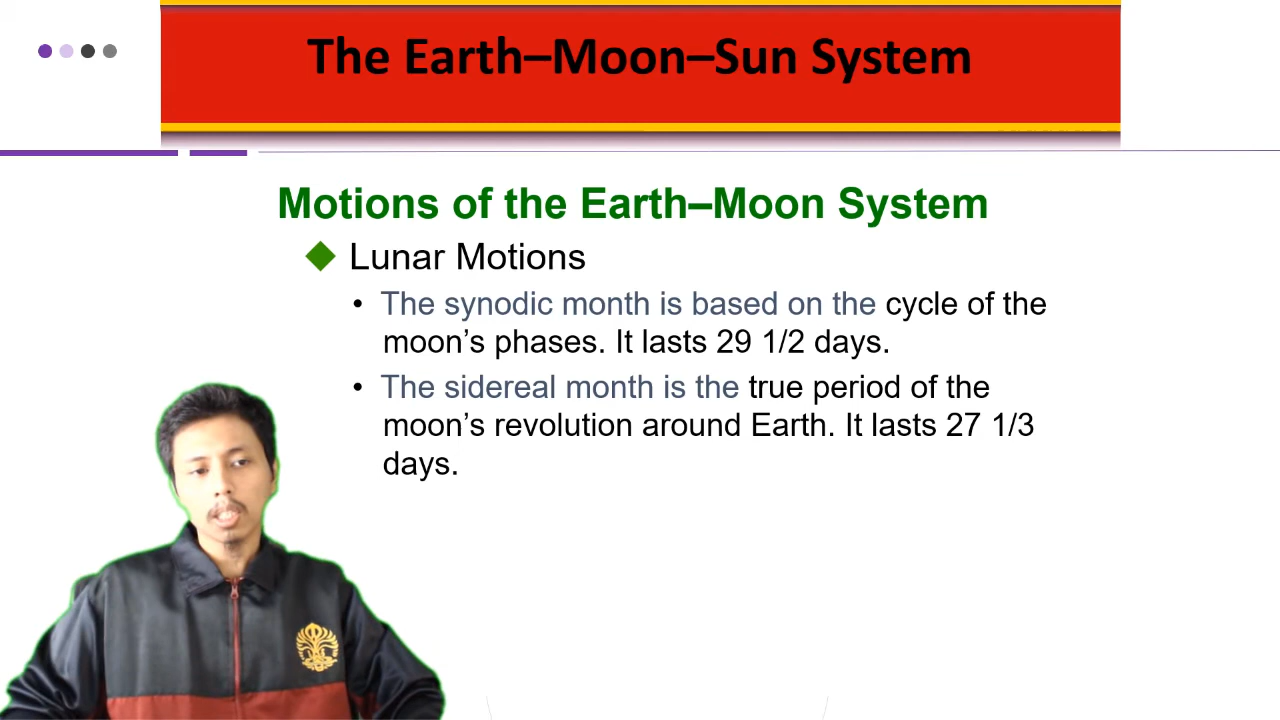 The Earth–Moon–Sun System
Motions of the Earth–Moon System
Lunar Motions
• The synodic month is based on the cycle of the
moon’s phases. It lasts 29 1/2 days.
• The sidereal month is the true period of the
moon’s revolution around Earth. It lasts 27 1/3
days.